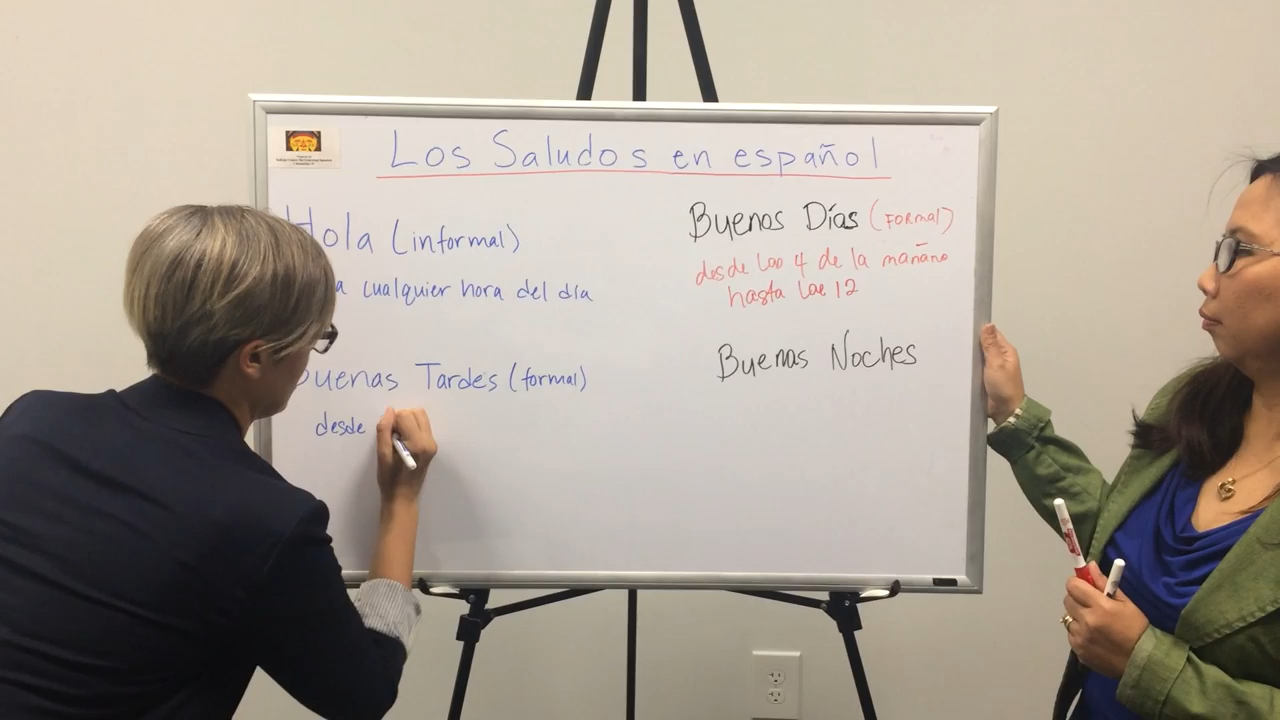 Los Saludos en español
Hola (informal)
a cualquier hora del día
Buenas Tardes (formal)
desde
Buenos Días (FORMAL)
desde las 4 de la mañana
hasta las 12
Buenas Noches